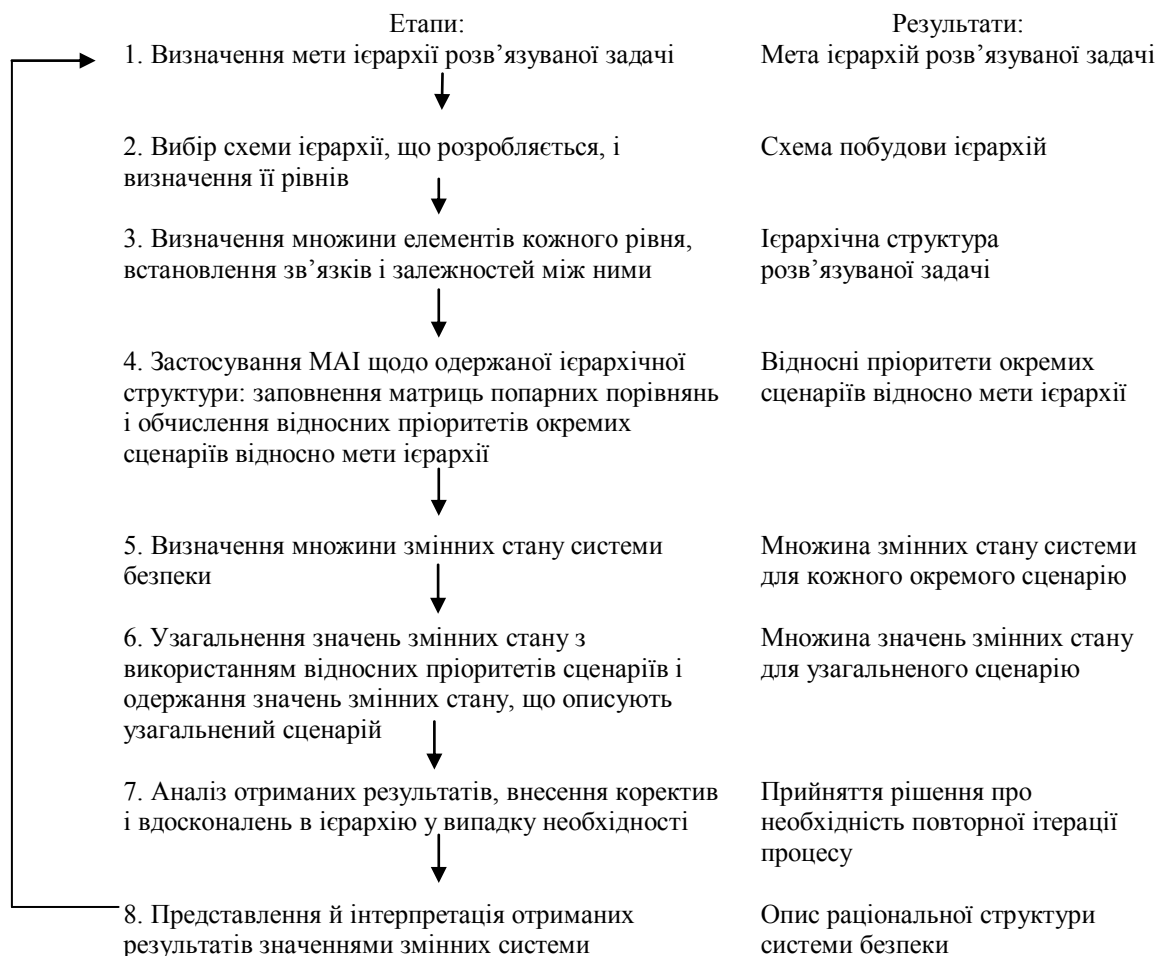 Етапи:
Результати:
1. Визначення мети ієрархії розв’язуваної задачі
Мета ієрархій розв’язуваної задачі
2. Вибір схеми ієрархії, що розробляється, і
визначення її рівнів
Схема побудови ієрархій
3. Визначення множини елементів кожного рівня,
встановлення зв’язків і залежностей між ними
Ієрархічна структура
розв’язуваної задачі
4. Застосування МАІ щодо одержаної ієрархічної
структури: заповнення матриць попарних порівнянь
і обчислення відносних пріоритетів окремих
сценаріїв відносно мети ієрархії
Відносні пріоритети окремих
сценаріїв відносно мети ієрархії
5. Визначення множини змінних стану системи
безпеки
Множина змінних стану системи
для кожного окремого сценарію
6. Узагальнення значень змінних стану з
використанням відносних пріоритетів сценаріїв і
одержання значень змінних стану, що описують
узагальнений сценарій
Множина значень змінних стану
для узагальненого сценарію
7. Аналіз отриманих результатів, внесення коректив
і вдосконалень в ієрархію у випадку необхідності
Прийняття рішення про
необхідність повторної ітерації
процесу
8. Представлення й інтерпретація отриманих
результатів значеннями змінних системи
Опис раціональної структури
системи безпеки